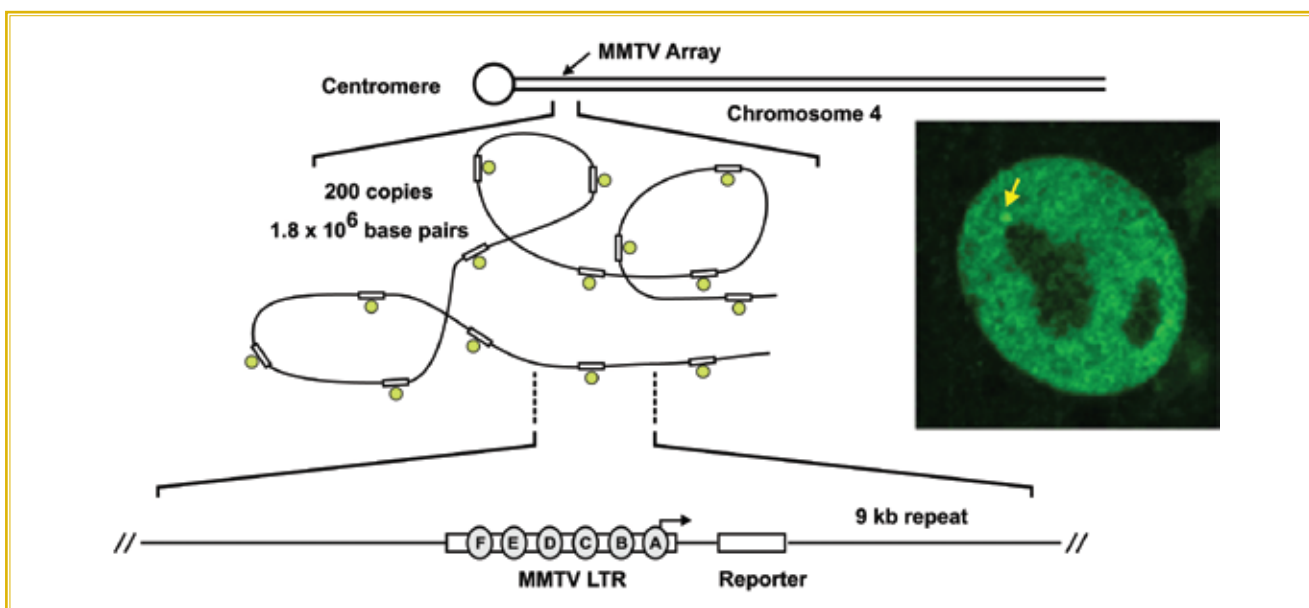 MMTV Array
Centromere
Chromosome 4
200 copies
1.8 x 10^6 base pairs
9 kb repeat
//
F E D C B A
//
MMTV LTR
Reporter